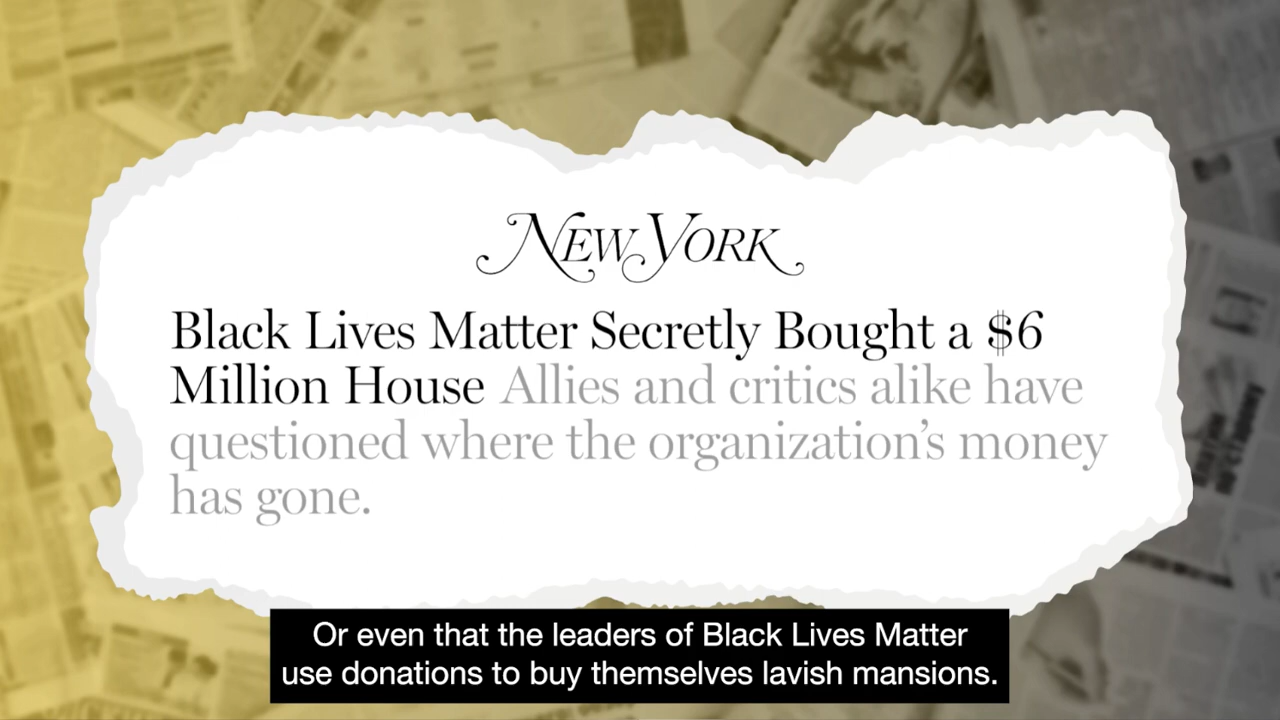 NEW YORK
Black Lives Matter Secretly Bought a $6
Million House Allies and critics alike have
questioned where the organization's money
has gone.
Or even that the leaders of Black Lives Matter
use donations to buy themselves lavish mansions.